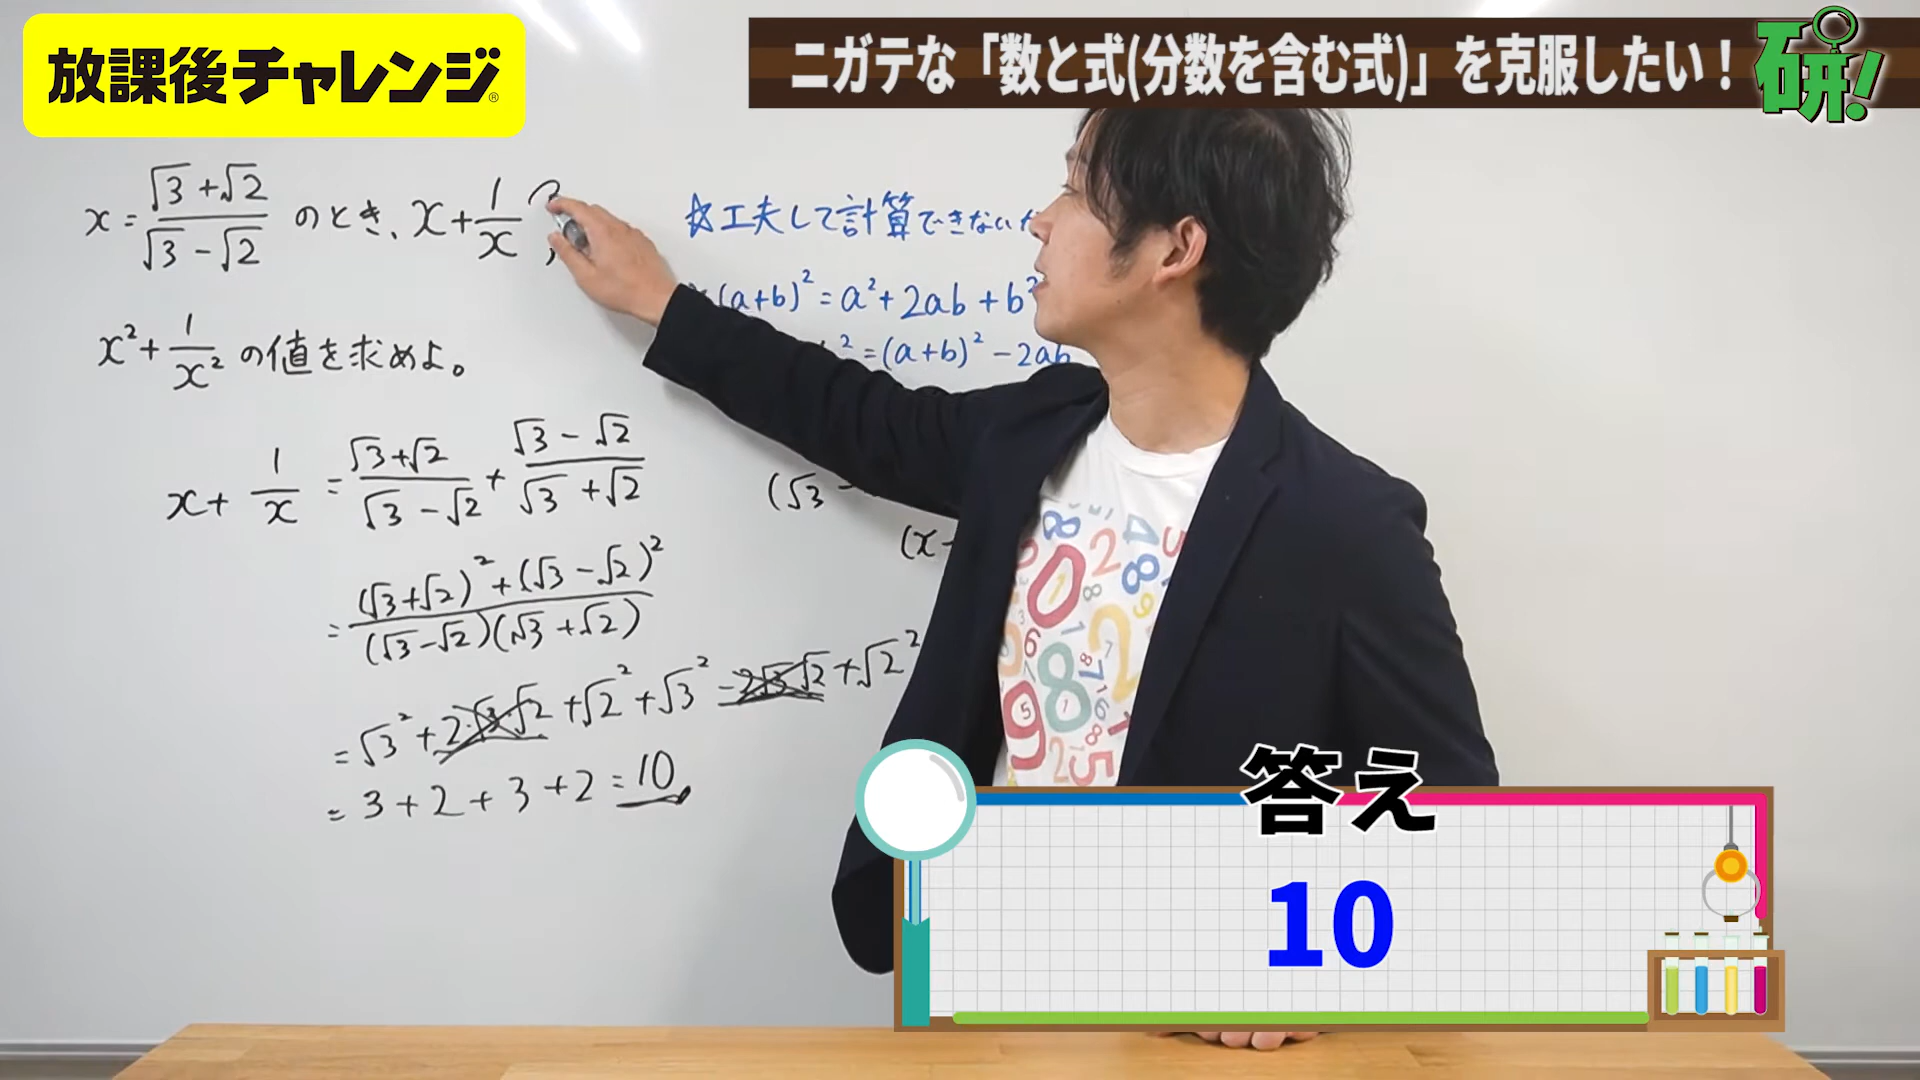 放課後チャレンジ®
ニガテな「数と式(分数を含む式)」を克服したい!
研!
x=(√3+√2)/(√3-√2) のとき、x+1/x
x²+1/x² の値を求めよ。
x+1/x=(√3+√2)/(√3-√2)+(√3-√2)/(√3+√2)
=((√3+√2)²+(√3-√2)²)/((√3-√2)(√3+√2))
=√3²+2·√3·√2+√2²+√3²-2√3√2+√2²
=3+2+3+2=10
☆工夫して計算できないか
(a+b)²=a²+2ab+b²
²=(a+b)²-2ab
(√3-
(x-
答え
10